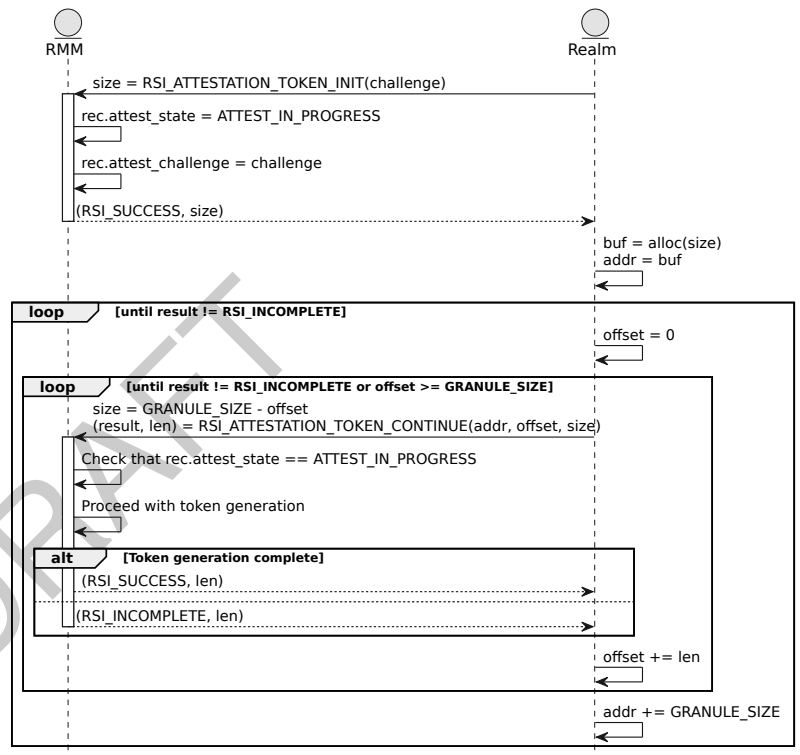 RMM
Realm
size = RSI_ATTESTATION_TOKEN_INIT(challenge)
rec.attest_state = ATTEST_IN_PROGRESS
rec.attest_challenge = challenge
(RSI_SUCCESS, size)
buf = alloc(size)
addr = buf
loop
[until result != RSI_INCOMPLETE]
offset = 0
loop
[until result != RSI_INCOMPLETE or offset >= GRANULE_SIZE]
size = GRANULE_SIZE - offset
(result, len) = RSI_ATTESTATION_TOKEN_CONTINUE(addr, offset, size)
Check that rec.attest_state == ATTEST_IN_PROGRESS
Proceed with token generation
alt
[Token generation complete]
(RSI_SUCCESS, len)
(RSI_INCOMPLETE, len)
offset += len
addr += GRANULE_SIZE
DRAFT